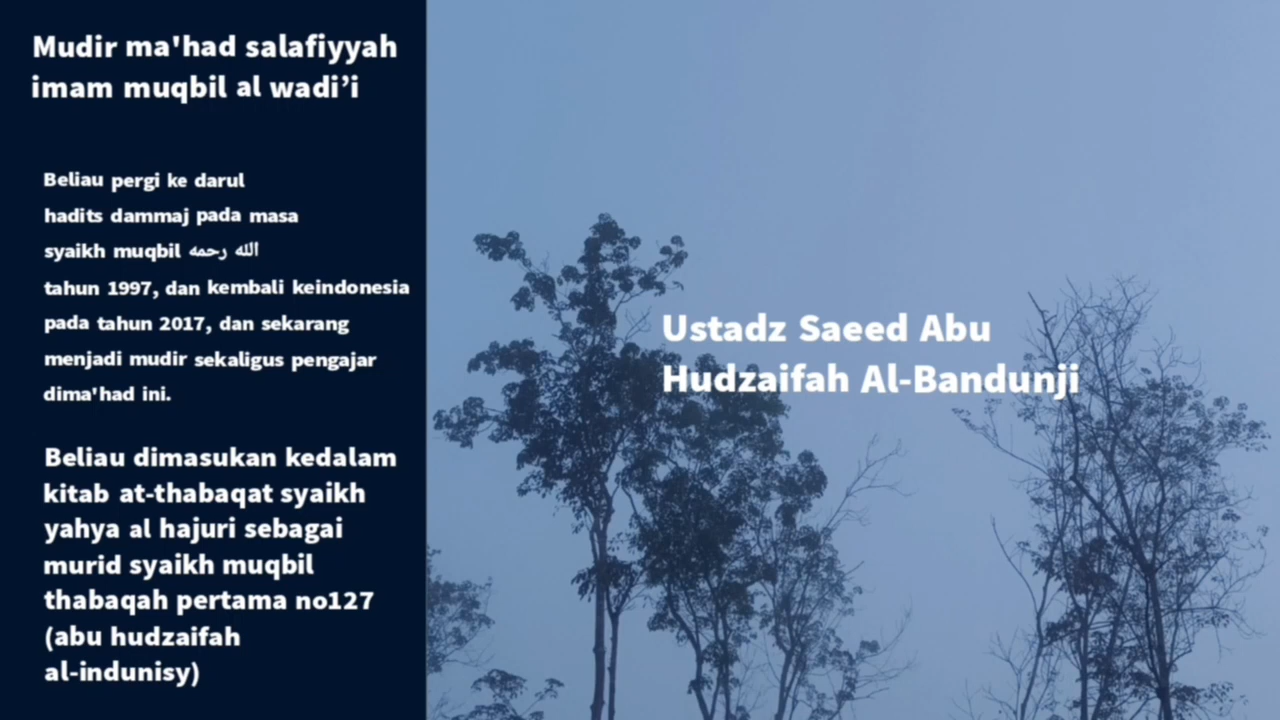 Mudir ma'had salafiyyah
imam muqbil al wadi’i
Beliau pergi ke darul
hadits dammaj pada masa
syaikh muqbil رحمه الله
tahun 1997, dan kembali keindonesia
pada tahun 2017, dan sekarang
menjadi mudir sekaligus pengajar
dima'had ini.
Beliau dimasukan kedalam
kitab at-thabaqat syaikh
yahya al hajuri sebagai
murid syaikh muqbil
thabaqah pertama no127
(abu hudzaifah
al-indunisy)
Ustadz Saeed Abu
Hudzaifah Al-Bandunji